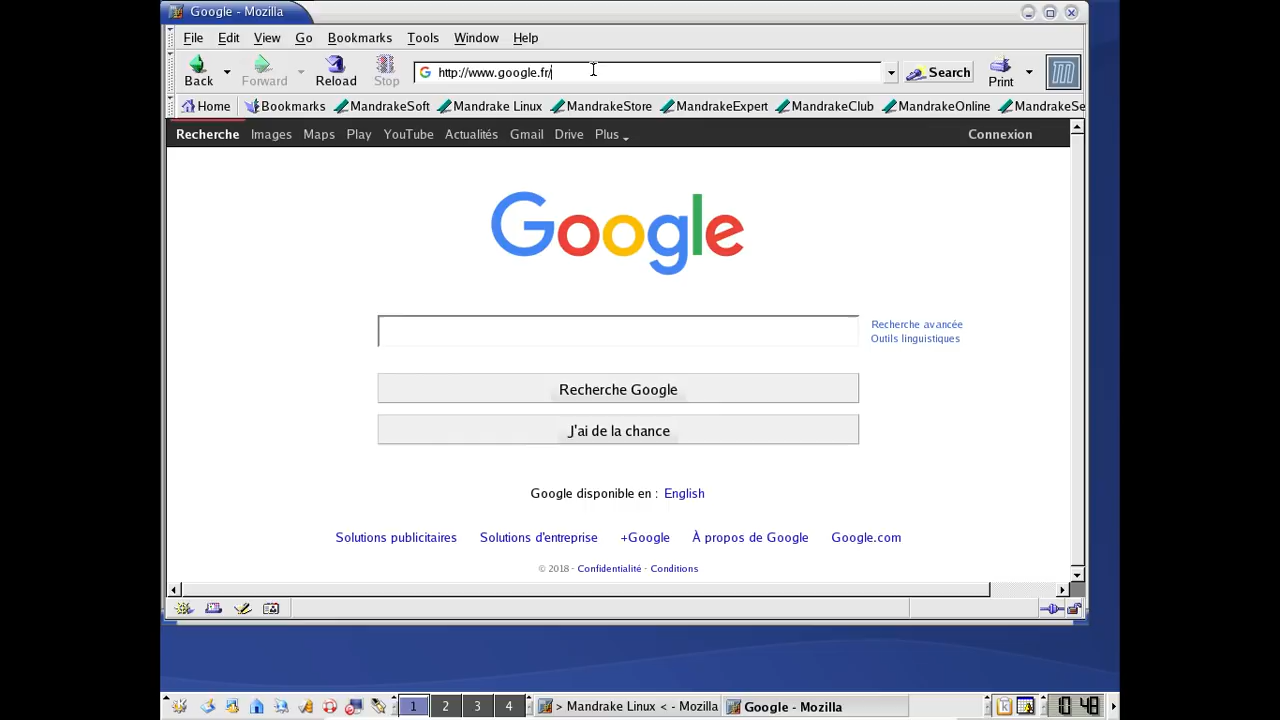 Google - Mozilla
File Edit View Go Bookmarks Tools Window Help
Back Forward Reload Stop http://www.google.fr/ Search Print
Home Bookmarks MandrakeSoft Mandrake Linux MandrakeStore MandrakeExpert MandrakeClub MandrakeOnline MandrakeSe
Recherche Images Maps Play YouTube Actualités Gmail Drive Plus Connexion
Google
Recherche avancée
Outils linguistiques
Recherche Google
J'ai de la chance
Google disponible en : English
Solutions publicitaires Solutions d'entreprise +Google À propos de Google Google.com
© 2018 - Confidentialité - Conditions
1 2 3 4 > Mandrake Linux < - Mozilla Google - Mozilla 10 48